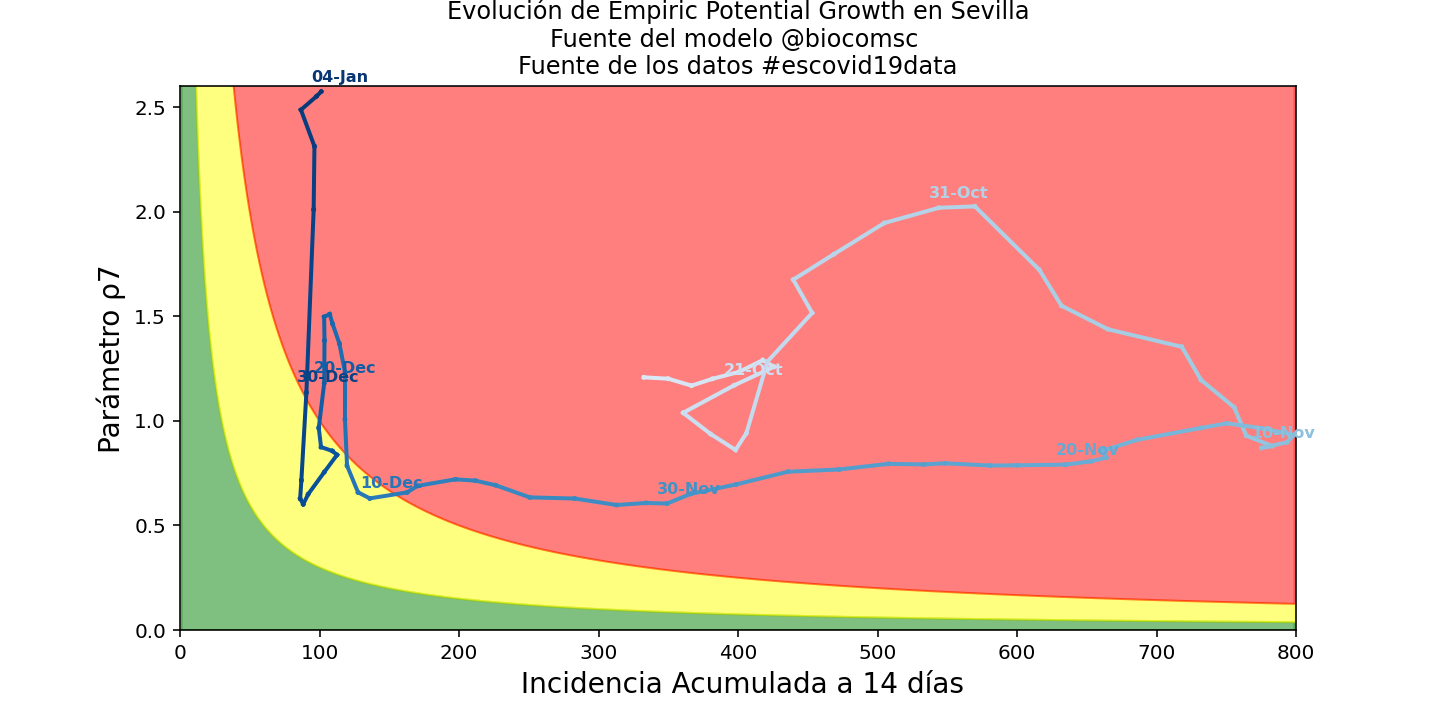 Evolución de Empiric Potential Growth en Sevilla
Fuente del modelo @biocomsc
Fuente de los datos #escovid19data
04-Jan
2.5
31-Oct
2.0
1.5
20-Dec
30-Dec
21-Oct
1.0
10-Nov
20-Nov
10-Dec
30-Nov
0.5
0.0
Parámetro ρ7
0 100 200 300 400 500 600 700 800
Incidencia Acumulada a 14 días